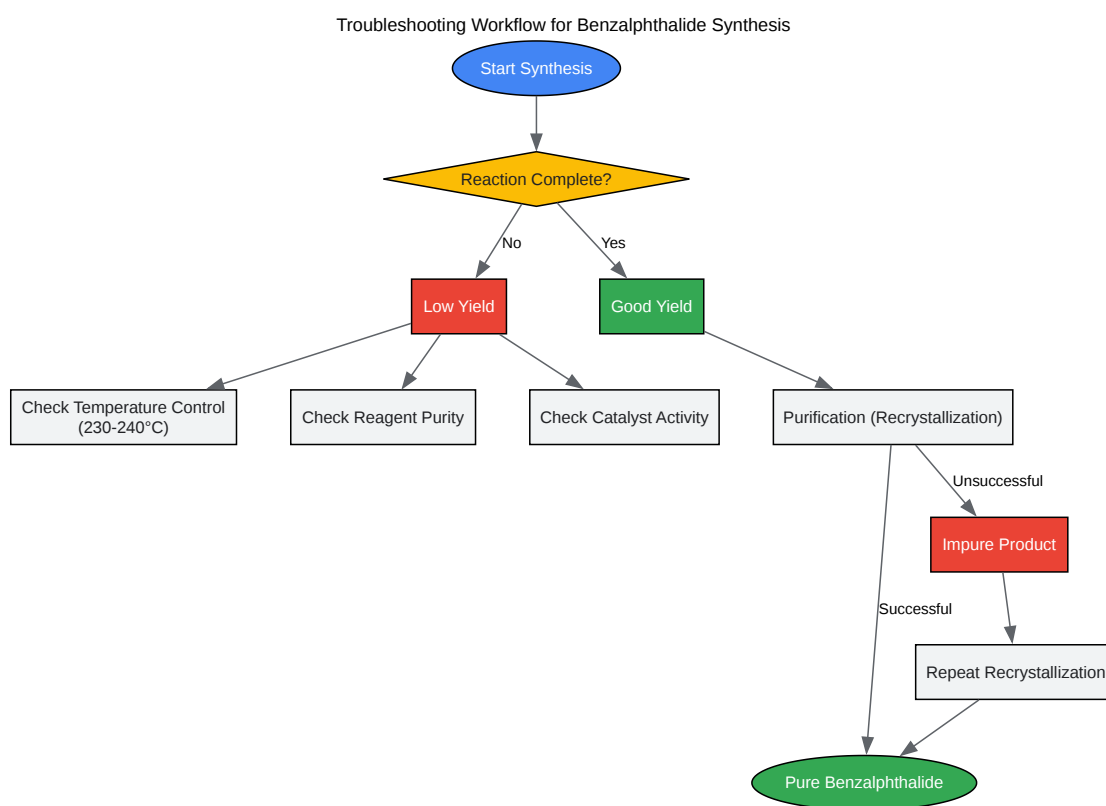 Troubleshooting Workflow for Benzalphthalide Synthesis
Start Synthesis
Reaction Complete?
No
Yes
Low Yield
Good Yield
Check Temperature Control
(230-240°C)
Check Reagent Purity
Check Catalyst Activity
Purification (Recrystallization)
Unsuccessful
Impure Product
Successful
Repeat Recrystallization
Pure Benzalphthalide